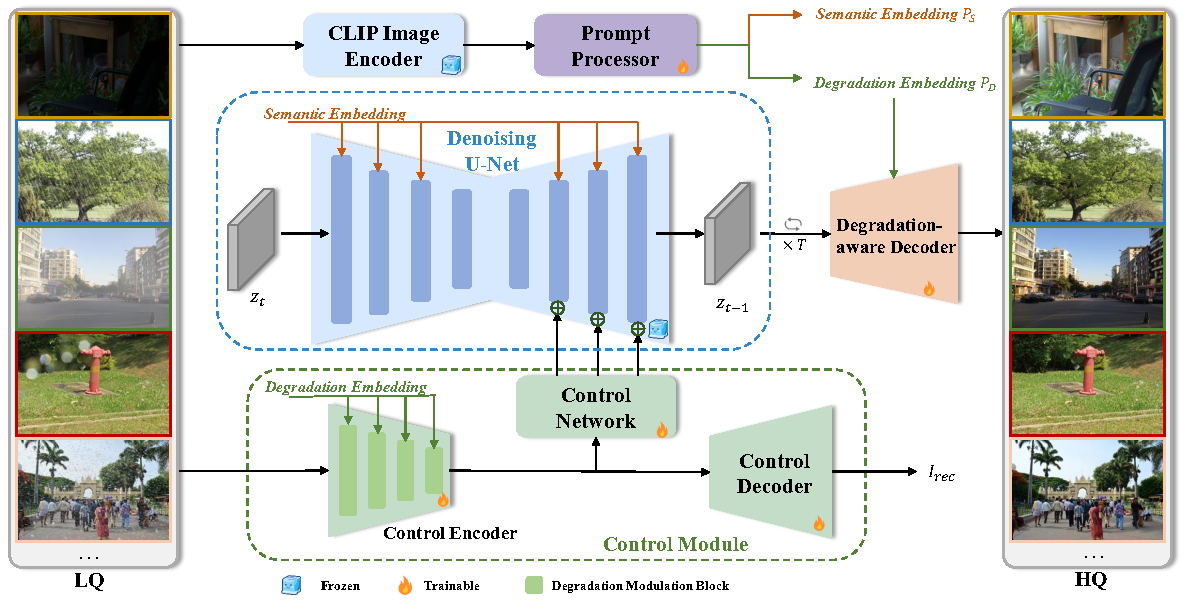 CLIP Image
Encoder
Prompt
Processor
Semantic Embedding P_S
Degradation Embedding P_D
Semantic Embedding
Denoising
U-Net
z_t
z_{t-1}
× T
Degradation-
aware Decoder
Degradation Embedding
Control
Network
Control Encoder
Control
Decoder
I_{rec}
Control Module
...
LQ
...
HQ
Frozen
Trainable
Degradation Modulation Block